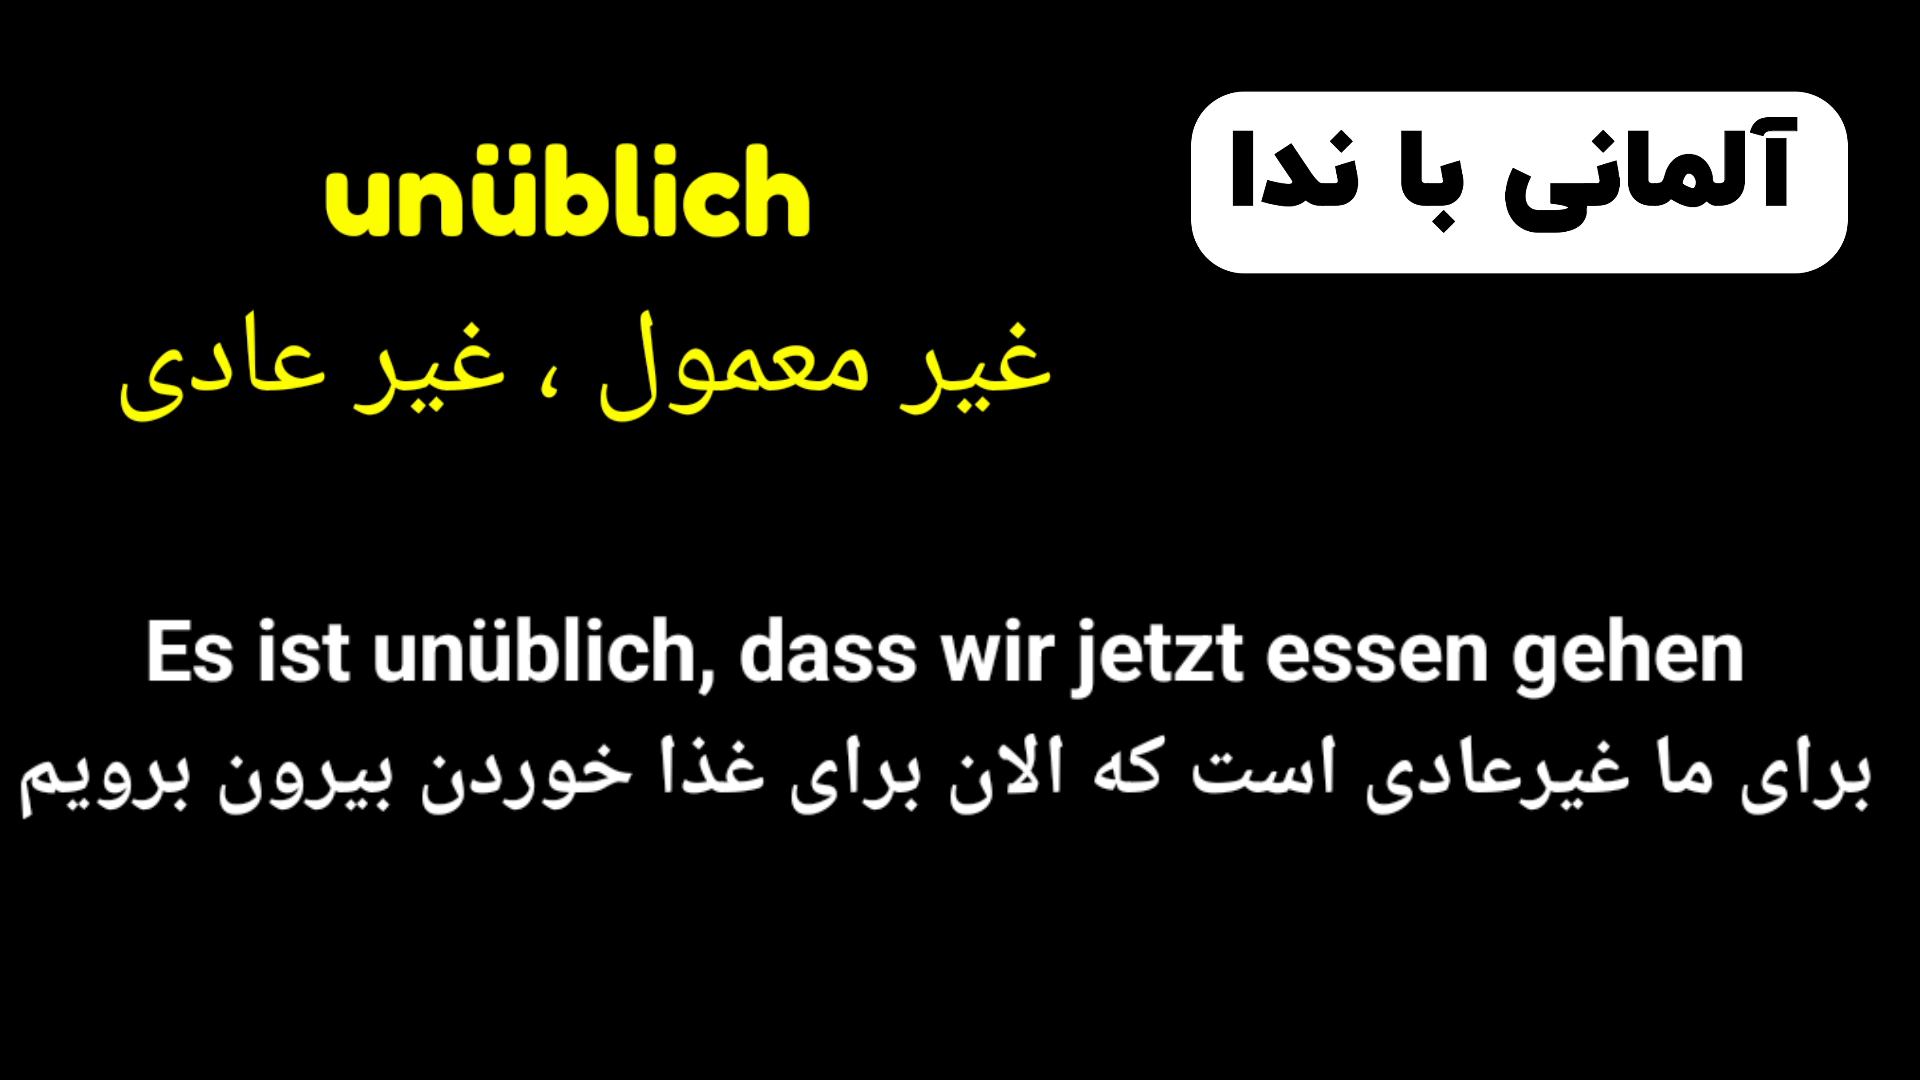 آلمانی با ندا
unüblich
غیر معمول ، غیر عادی
Es ist unüblich, dass wir jetzt essen gehen
برای ما غیرعادی است که الان برای غذا خوردن بیرون برویم